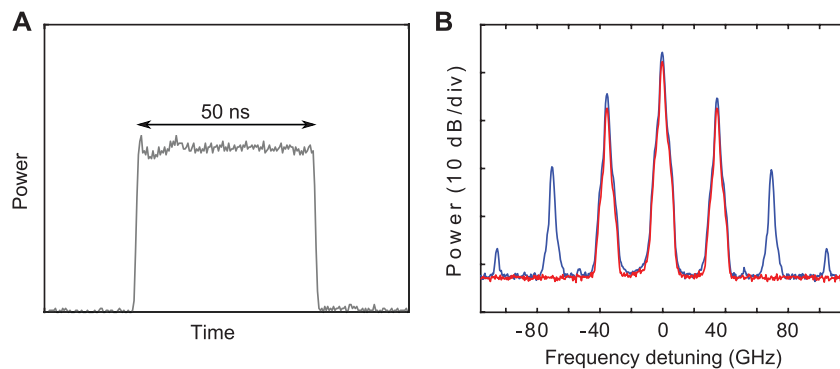 A
50 ns
Power
Time
B
Power (10 dB/div)
-80 -40 0 40 80
Frequency detuning (GHz)